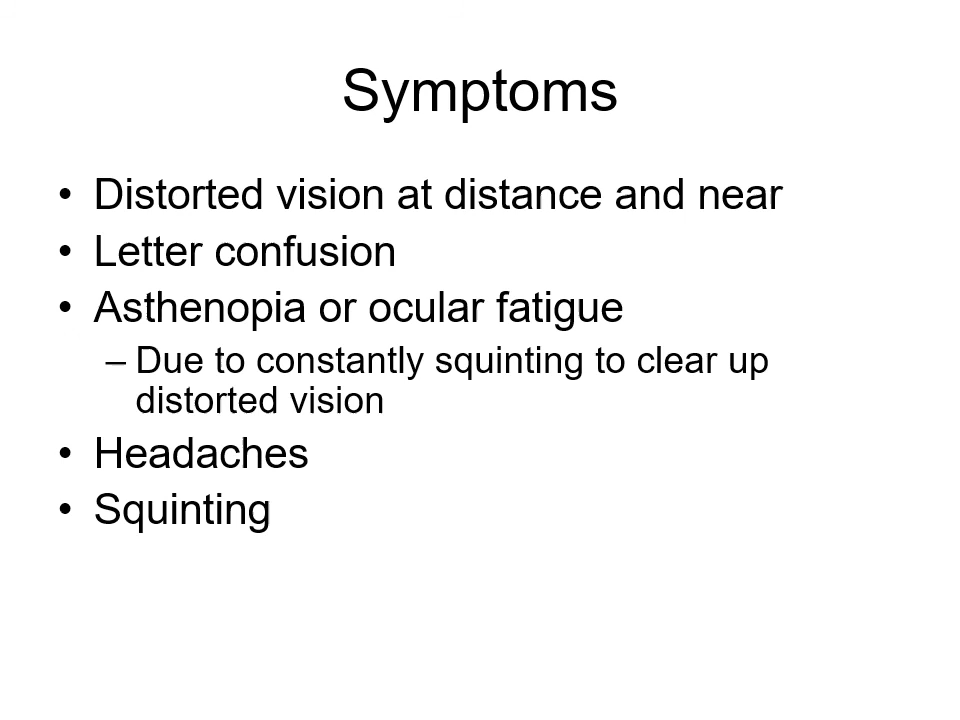 Symptoms
• Distorted vision at distance and near
• Letter confusion
• Asthenopia or ocular fatigue
– Due to constantly squinting to clear up
distorted vision
• Headaches
• Squinting